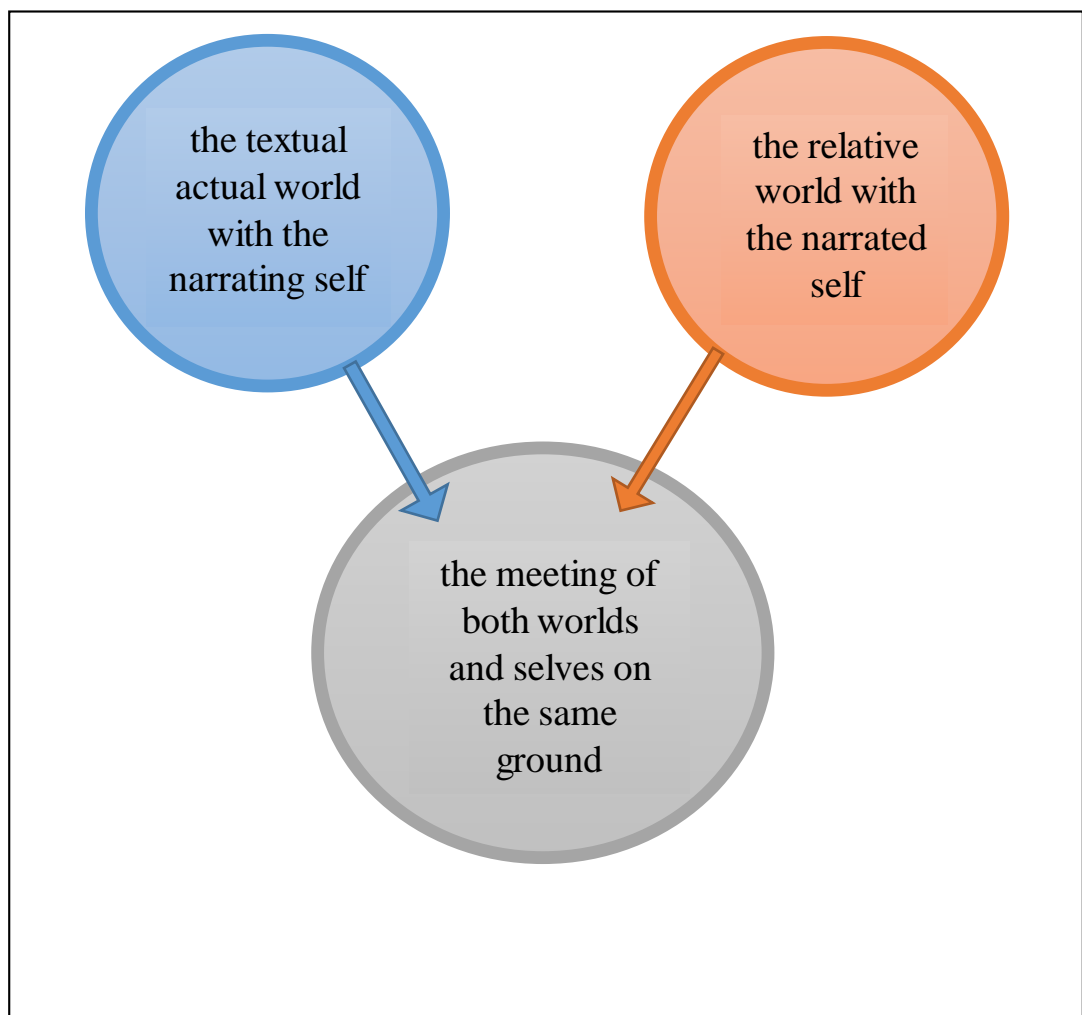 the textual
actual world
with the
narrating self
the relative
world with
the narrated
self
the meeting of
both worlds
and selves on
the same
ground